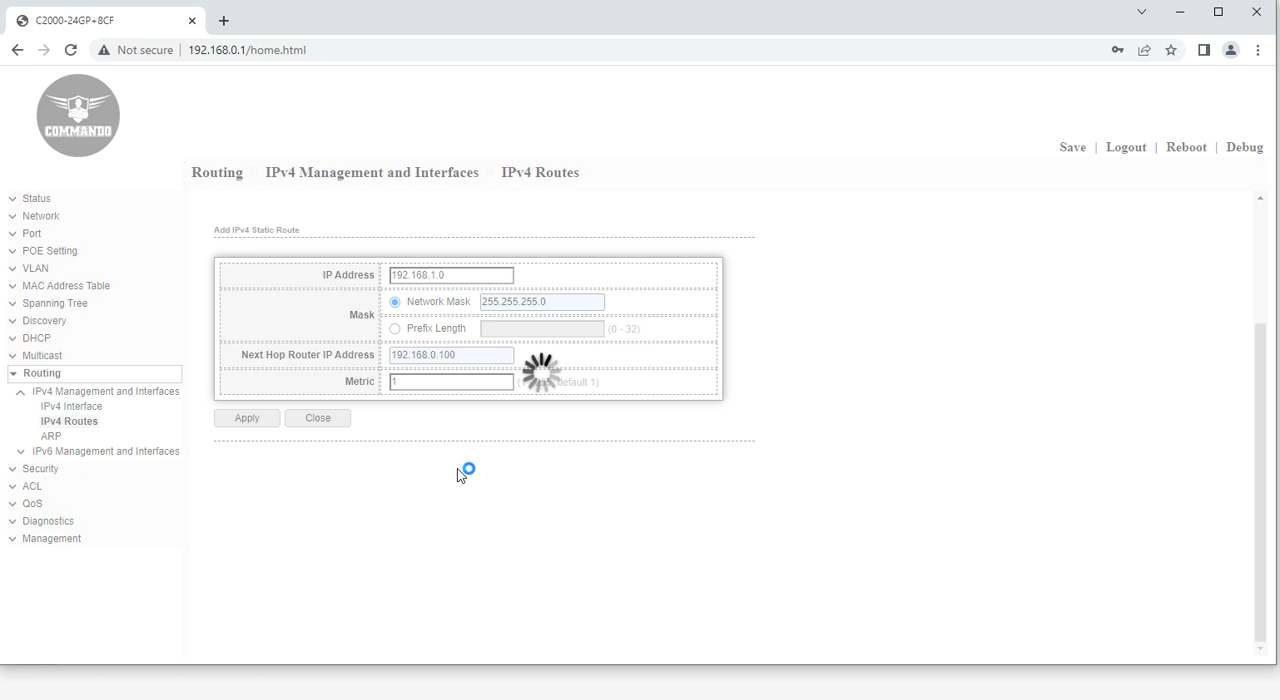 C2000-24GP+8CF
Not secure 192.168.0.1/home.html
COMMANDO
Save | Logout | Reboot | Debug
Routing IPv4 Management and Interfaces IPv4 Routes
Status
Network
Port
POE Setting
VLAN
MAC Address Table
Spanning Tree
Discovery
DHCP
Multicast
Routing
IPv4 Management and Interfaces
IPv4 Interface
IPv4 Routes
ARP
IPv6 Management and Interfaces
Security
ACL
QoS
Diagnostics
Management
Add IPv4 Static Route
IP Address 192.168.1.0
Mask
Network Mask 255.255.255.0
Prefix Length (0 - 32)
Next Hop Router IP Address 192.168.0.100
Metric 1 default 1)
Apply Close